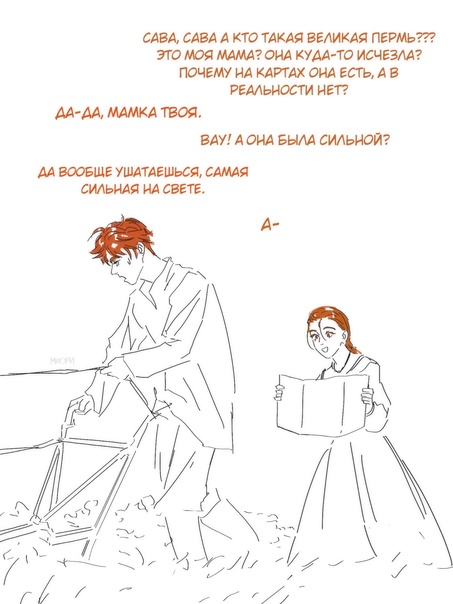 САВА, САВА А КТО ТАКАЯ ВЕЛИКАЯ ПЕРМЬ???
ЭТО МОЯ МАМА? ОНА КУДА-ТО ИСЧЕЗЛА?
ПОЧЕМУ НА КАРТАХ ОНА ЕСТЬ, А В
РЕАЛЬНОСТИ НЕТ?
ДА-ДА, МАМКА ТВОЯ.
ВАУ! А ОНА БЫЛА СИЛЬНОЙ?
ДА ВООБЩЕ УШАТАЕШЬСЯ, САМАЯ
СИЛЬНАЯ НА СВЕТЕ.
А-
МИОРИ